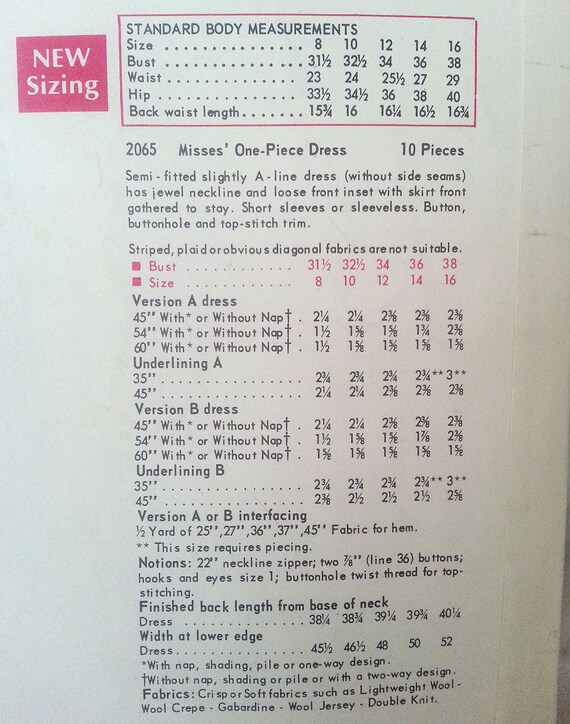 NEW
Sizing
STANDARD BODY MEASUREMENTS
Size . . . . . . . . . . . . . . . 8 10 12 14 16
Bust . . . . . . . . . . . . . . . 31½ 32½ 34 36 38
Waist . . . . . . . . . . . . . . 23 24 25½ 27 29
Hip . . . . . . . . . . . . . . . 33½ 34½ 36 38 40
Back waist length . . . . . . . 15¾ 16 16¼ 16½ 16¾
2065 Misses' One-Piece Dress 10 Pieces
Semi-fitted slightly A-line dress (without side seams)
has jewel neckline and loose front inset with skirt front
gathered to stay. Short sleeves or sleeveless. Button,
buttonhole and top-stitch trim.
Striped, plaid or obvious diagonal fabrics are not suitable.
■ Bust . . . . . . . . . . . . 31½ 32½ 34 36 38
■ Size . . . . . . . . . . . . 8 10 12 14 16
Version A dress
45'' With* or Without Nap† . 2¼ 2¼ 2⅜ 2⅜ 2⅜
54'' With* or Without Nap† . 1½ 1⅝ 1⅝ 1¾ 2⅜
60'' With* or Without Nap† . 1½ 1⅝ 1⅝ 1⅝ 1⅝
Underlining A
35'' . . . . . . . . . . . . . . . 2¾ 2¾ 2¾ 2¾** 3**
45'' . . . . . . . . . . . . . . . 2¼ 2¼ 2⅜ 2⅜ 2⅜
Version B dress
45'' With* or Without Nap† . 2¼ 2¼ 2⅜ 2⅜ 2⅜
54'' With* or Without Nap† . 1½ 1⅝ 1⅝ 1⅞ 2⅜
60'' With* or Without Nap† . 1⅝ 1⅝ 1⅝ 1⅝ 1⅝
Underlining B
35'' . . . . . . . . . . . . . . . 2¾ 2¾ 2¾ 2¾** 3**
45'' . . . . . . . . . . . . . . . 2⅜ 2½ 2½ 2½ 2⅝
Version A or B interfacing
½ Yard of 25'',27'',36'',37'',45'' Fabric for hem.
** This size requires piecing.
Notions: 22'' neckline zipper; two ⅞'' (line 36) buttons;
hooks and eyes size 1; buttonhole twist thread for top-
stitching.
Finished back length from base of neck
Dress . . . . . . . . . . . . . 38¼ 38¾ 39¼ 39¾ 40¼
Width at lower edge
Dress . . . . . . . . . . . . . . 45½ 46½ 48 50 52
*With nap, shading, pile or one-way design.
†Without nap, shading or pile or with a two-way design.
Fabrics: Crisp or Soft fabrics such as Lightweight Wool -
Wool Crepe - Gabardine - Wool Jersey - Double Knit.